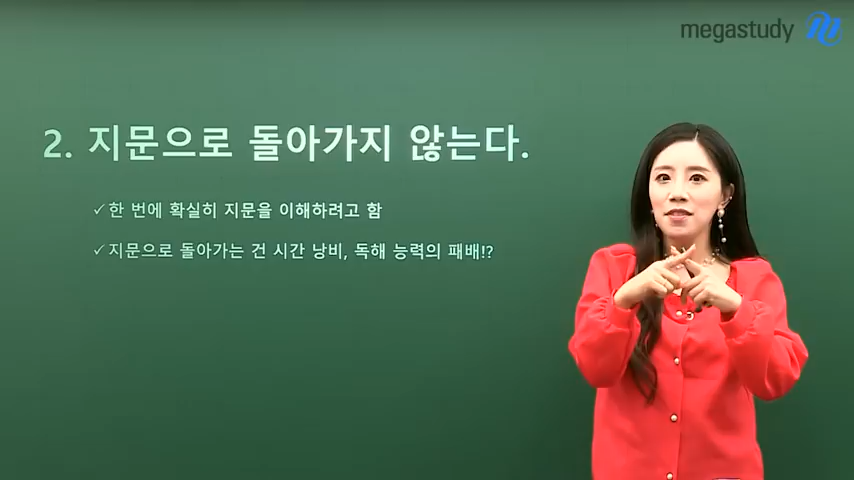 megastudy
2. 지문으로 돌아가지 않는다.
✓한 번에 확실히 지문을 이해하려고 함
✓지문으로 돌아가는 건 시간 낭비, 독해 능력의 패배!?